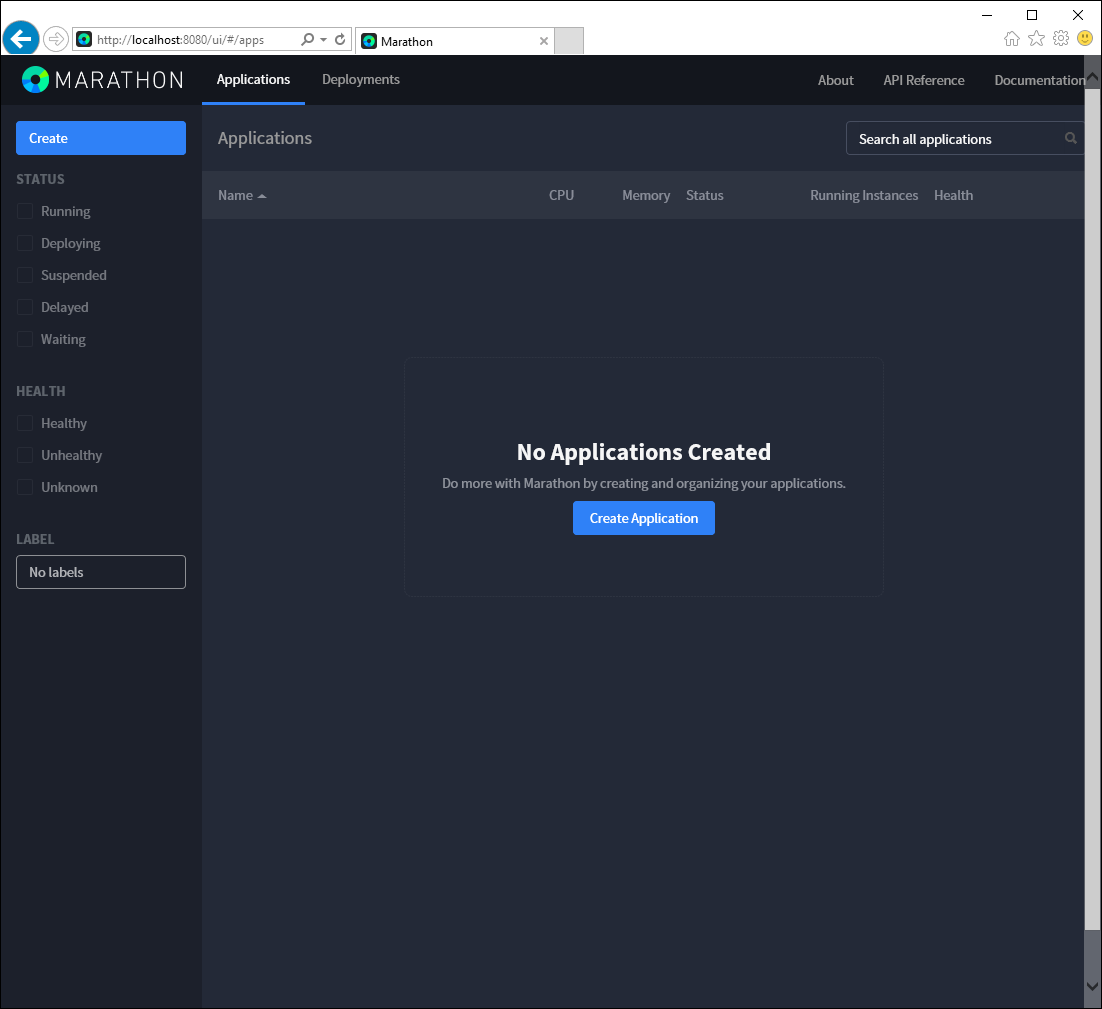 http://localhost:8080/ui/#/apps
Marathon
MARATHON
Applications
Deployments
About
API Reference
Documentation
Create
Applications
Search all applications
STATUS
Running
Deploying
Suspended
Delayed
Waiting
HEALTH
Healthy
Unhealthy
Unknown
LABEL
No labels
Name CPU Memory Status Running Instances Health
No Applications Created
Do more with Marathon by creating and organizing your applications.
Create Application